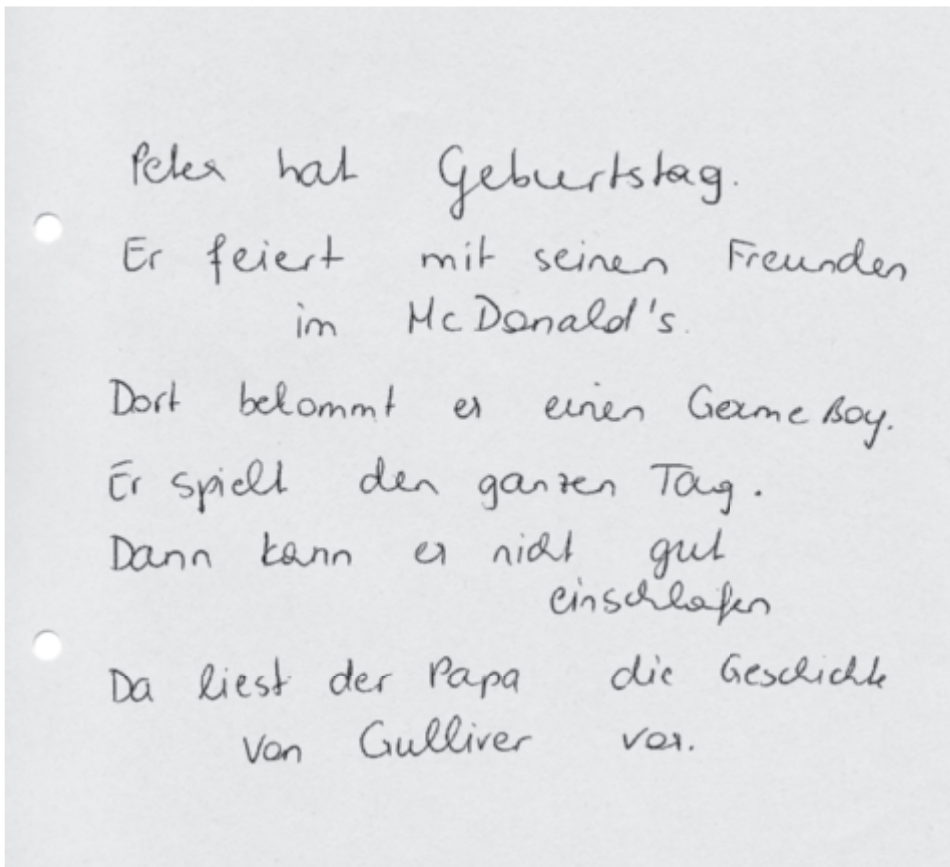 Peter hat Geburtstag.
Er feiert mit seinen Freunden
im McDonald's.
Dort bekommt er einen Game Boy.
Er spielt den ganzen Tag.
Dann kann er nicht gut
einschlafen
Da liest der Papa die Geschichte
von Gulliver vor.